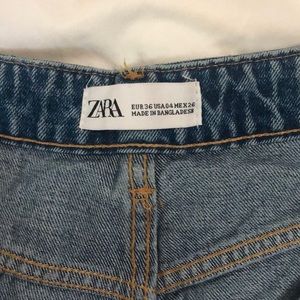 ZARA
EUR 36 USA 04 MEX 26
MADE IN BANGLADESH